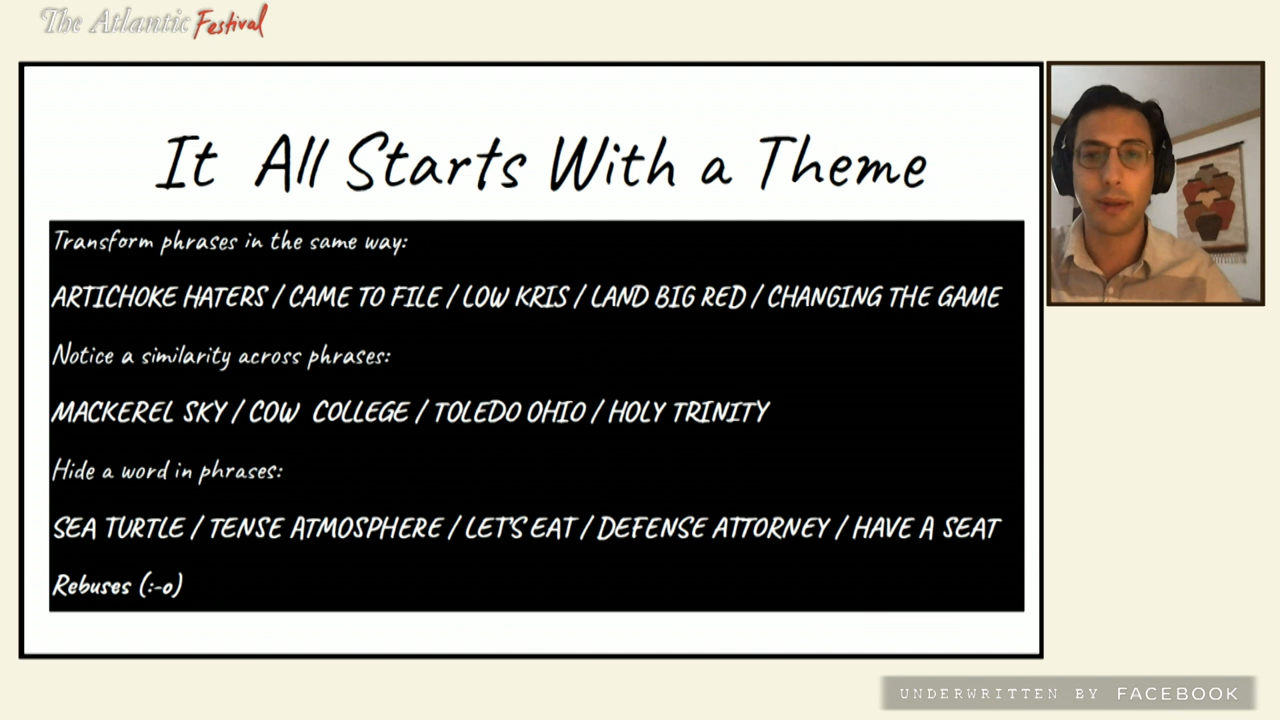 The Atlantic Festival
It All Starts With a Theme
Transform phrases in the same way:
ARTICHOKE HATERS / CAME TO FILE / LOW KRIS / LAND BIG RED / CHANGING THE GAME
Notice a similarity across phrases:
MACKEREL SKY / COW COLLEGE / TOLEDO OHIO / HOLY TRINITY
Hide a word in phrases:
SEA TURTLE / TENSE ATMOSPHERE / LET'S EAT / DEFENSE ATTORNEY / HAVE A SEAT
Rebuses (:-o)
UNDERWRITTEN BY FACEBOOK